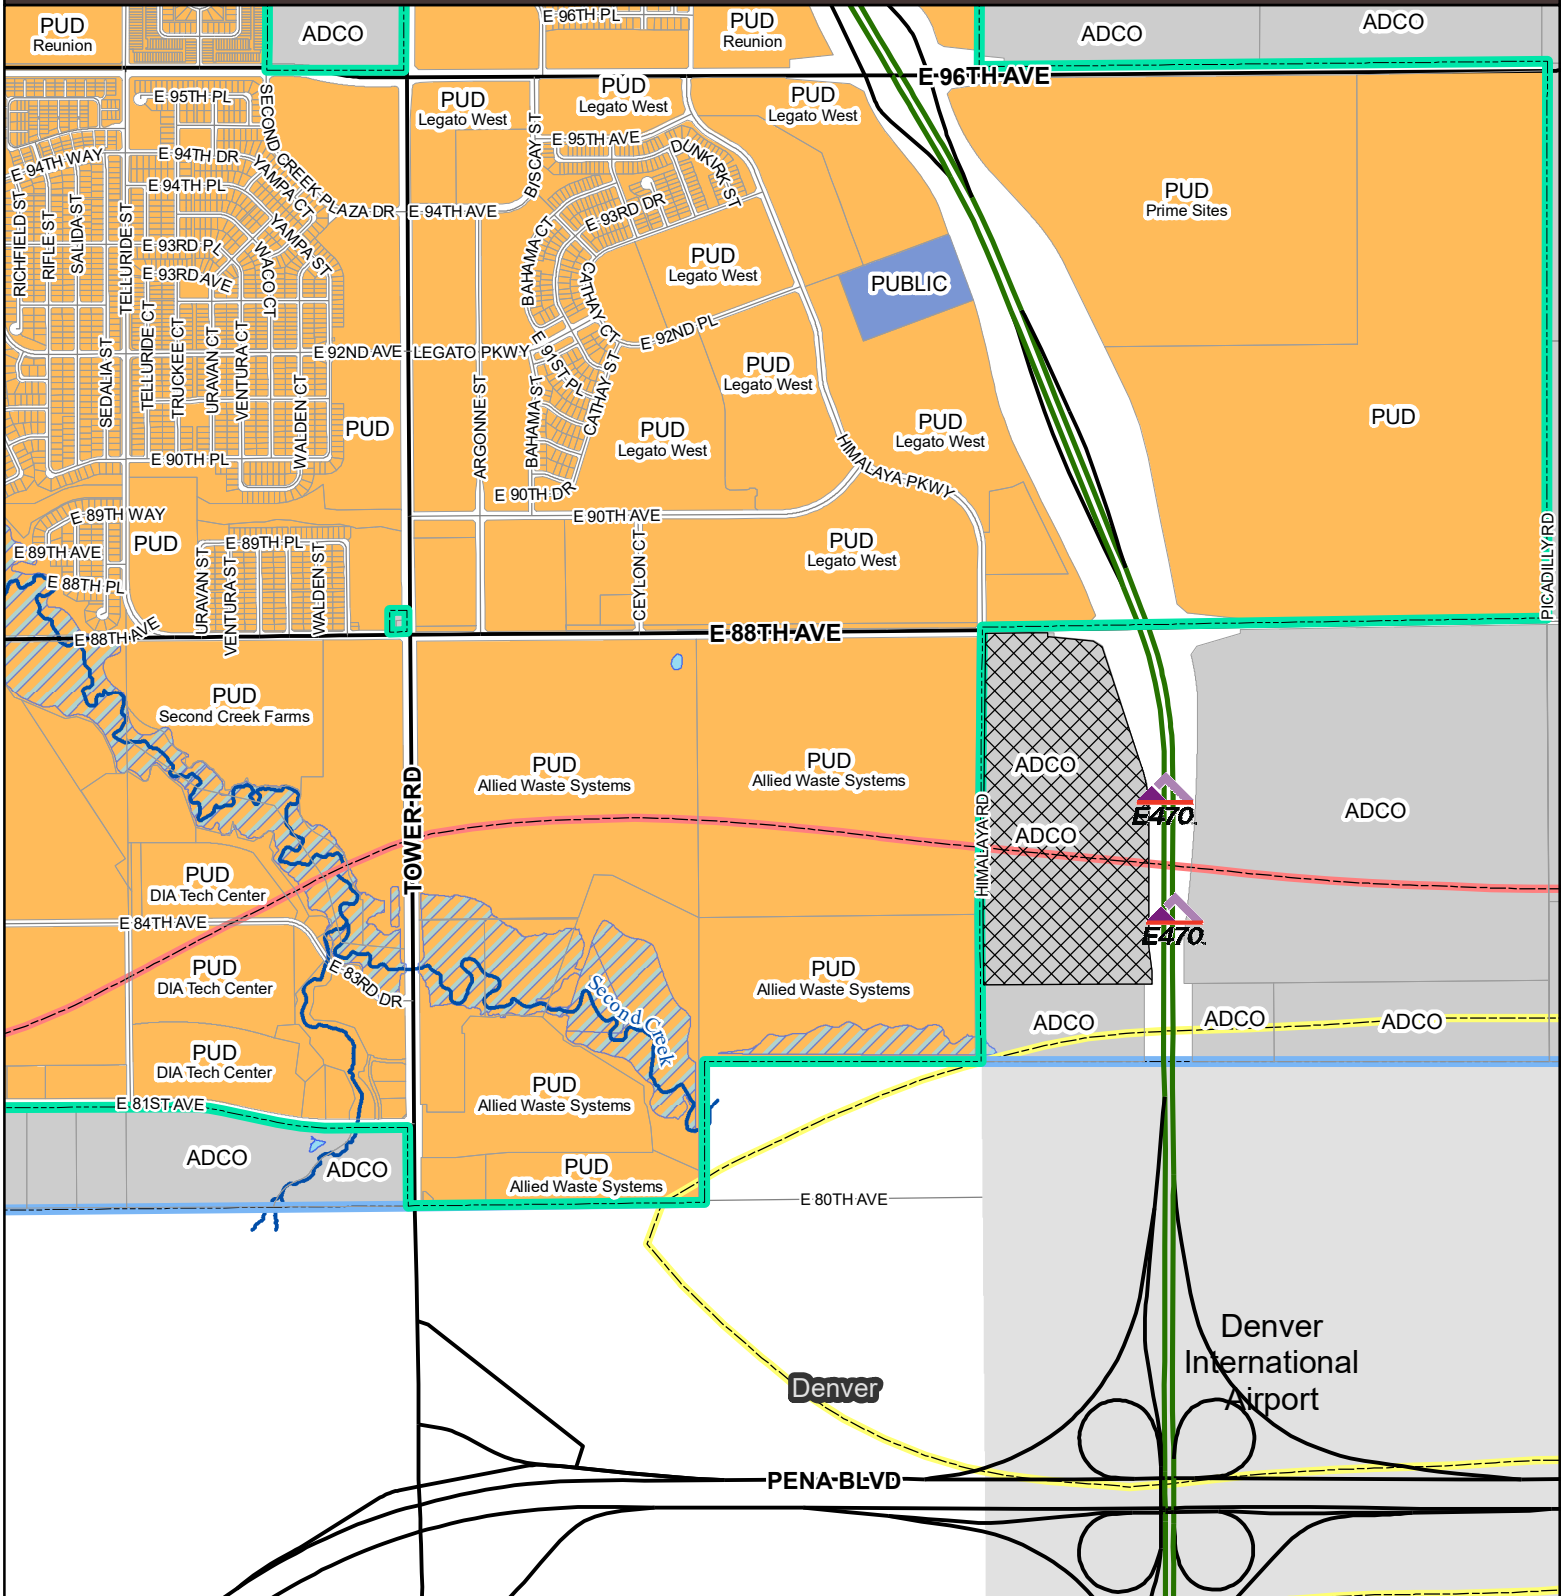 PUD
Reunion
ADCO
E 96TH PL
PUD
Reunion
ADCO
ADCO
E 96TH AVE
E 95TH PL
SECOND CREEK PLAZA DR
PUD
Legato West
PUD
Legato West
PUD
Legato West
BISCAY ST
E 95TH AVE
DUNKIRK ST
E 94TH WAY
E 94TH DR
E 94TH PL
YAMPA CT
YAMPA ST
E 94TH AVE
E 93RD DR
PUD
Prime Sites
RICHFIELD ST
RIFLE ST
SALIDA ST
TELLURIDE ST
E 93RD PL
E 93RD AVE
WACO CT
BAHAMA CT
CATHAY CT
PUD
Legato West
PUBLIC
SEDALIA ST
TELLURIDE CT
TRUCKEE CT
URAVAN CT
VENTURA CT
WALDEN CT
E 92ND AVE
LEGATO PKWY
E 91ST PL
E 92ND PL
PUD
Legato West
ARGONNE ST
BAHAMA ST
CATHAY ST
PUD
PUD
Legato West
PUD
Legato West
PUD
E 90TH PL
HIMALAYA PKWY
E 90TH DR
E 90TH AVE
E 89TH WAY
E 89TH AVE
PUD
E 89TH PL
E 88TH PL
URAVAN ST
VENTURA ST
WALDEN ST
CEYLON CT
PUD
Legato West
PICADILLY RD
E 88TH AVE
E 88TH AVE
PUD
Second Creek Farms
TOWER RD
PUD
Allied Waste Systems
PUD
Allied Waste Systems
HIMALAYA RD
ADCO
ADCO
E470
ADCO
PUD
DIA Tech Center
E 84TH AVE
E470
PUD
DIA Tech Center
E 83RD DR
Second Creek
PUD
Allied Waste Systems
ADCO
ADCO
ADCO
PUD
DIA Tech Center
PUD
Allied Waste Systems
E 81ST AVE
ADCO
ADCO
PUD
Allied Waste Systems
E 80TH AVE
Denver
International
Airport
Denver
PENA BLVD